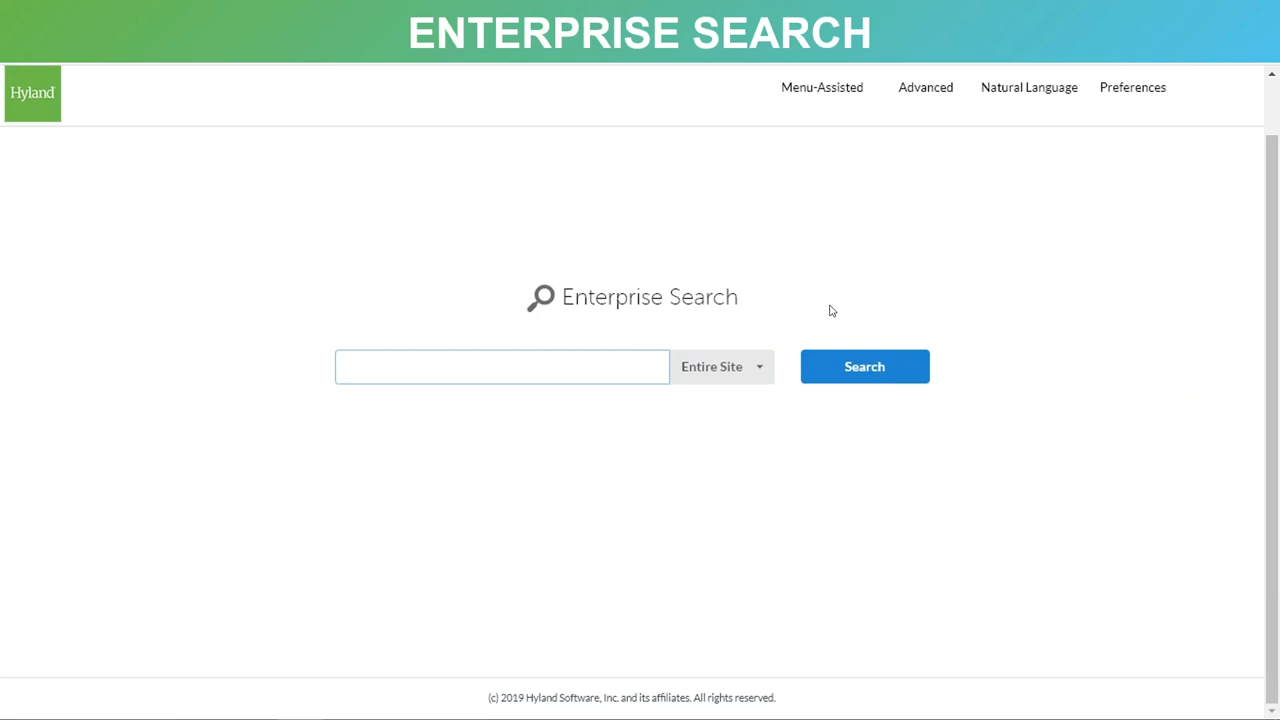 ENTERPRISE SEARCH
Hyland
Menu-Assisted Advanced Natural Language Preferences
Enterprise Search
Entire Site Search
(c) 2019 Hyland Software, Inc. and its affiliates. All rights reserved.